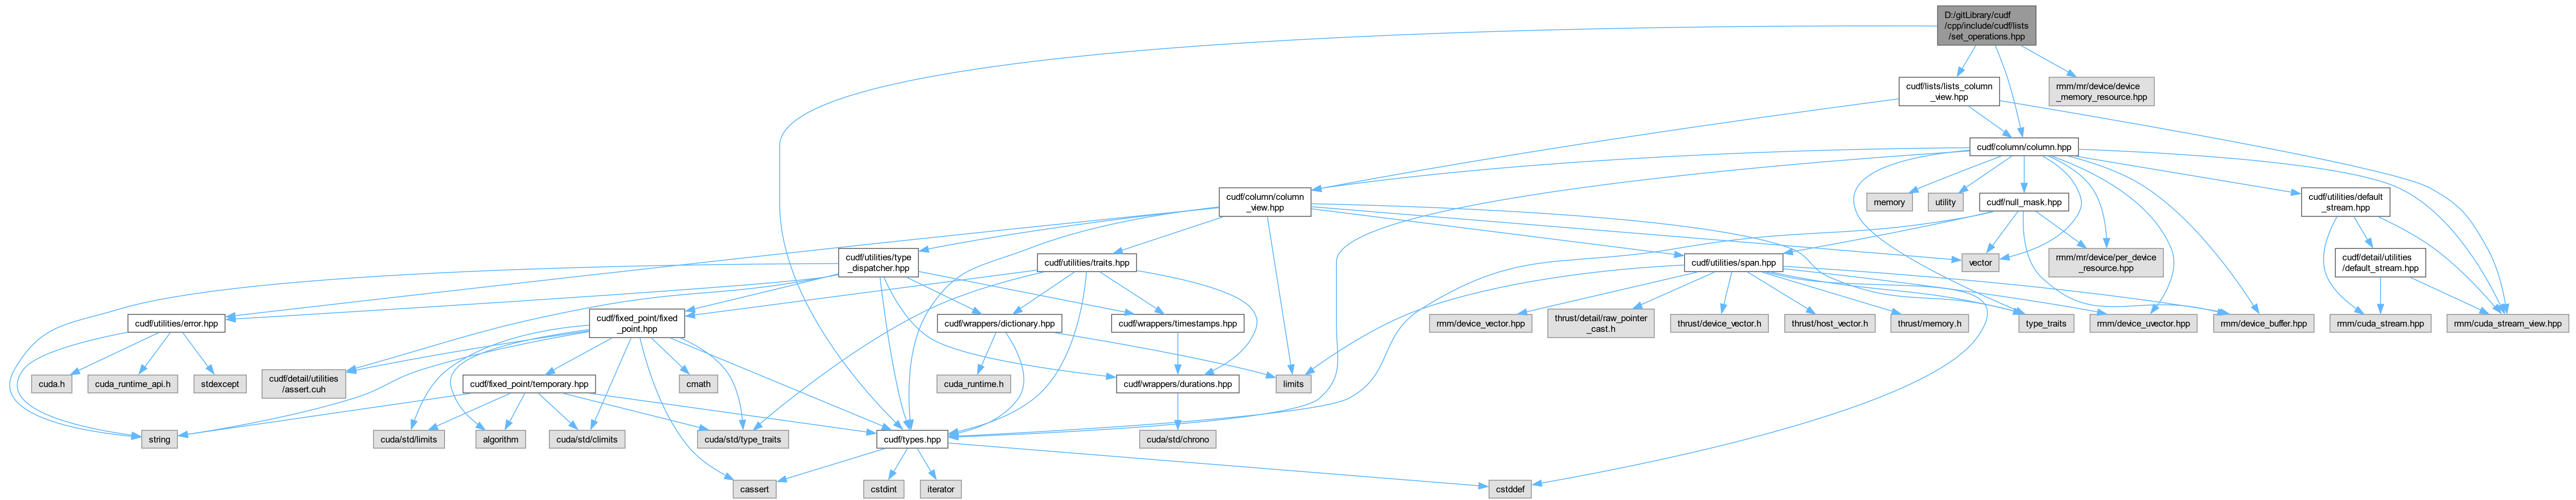 D:/gitLibrary/cudf
/cpp/include/cudf/lists
/set_operations.hpp
cudf/lists/lists_column
_view.hpp
rmm/mr/device/device
_memory_resource.hpp
cudf/column/column.hpp
cudf/column/column
_view.hpp
memory
utility
cudf/null_mask.hpp
cudf/utilities/default
_stream.hpp
cudf/utilities/type
_dispatcher.hpp
cudf/utilities/traits.hpp
cudf/utilities/span.hpp
vector
rmm/mr/device/per_device
_resource.hpp
cudf/detail/utilities
/default_stream.hpp
cudf/utilities/error.hpp
cudf/fixed_point/fixed
_point.hpp
cudf/wrappers/dictionary.hpp
cudf/wrappers/timestamps.hpp
rmm/device_vector.hpp
thrust/detail/raw_pointer
_cast.h
thrust/device_vector.h
thrust/host_vector.h
thrust/memory.h
type_traits
rmm/device_uvector.hpp
rmm/device_buffer.hpp
rmm/cuda_stream.hpp
rmm/cuda_stream_view.hpp
cuda.h
cuda_runtime_api.h
stdexcept
cudf/detail/utilities
/assert.cuh
cudf/fixed_point/temporary.hpp
cmath
cuda_runtime.h
cudf/wrappers/durations.hpp
limits
string
cuda/std/limits
algorithm
cuda/std/climits
cuda/std/type_traits
cudf/types.hpp
cuda/std/chrono
cassert
cstdint
iterator
cstddef